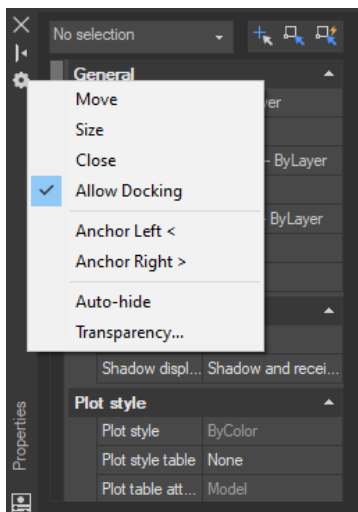 No selection
General
Move
yer
Size
Close
- ByLayer
Allow Docking
ByLayer
Anchor Left <
Anchor Right >
Auto-hide
Transparency...
Shadow displ... Shadow and recei...
Plot style
Plot style ByColor
Plot style table None
Plot table att... Model
Properties